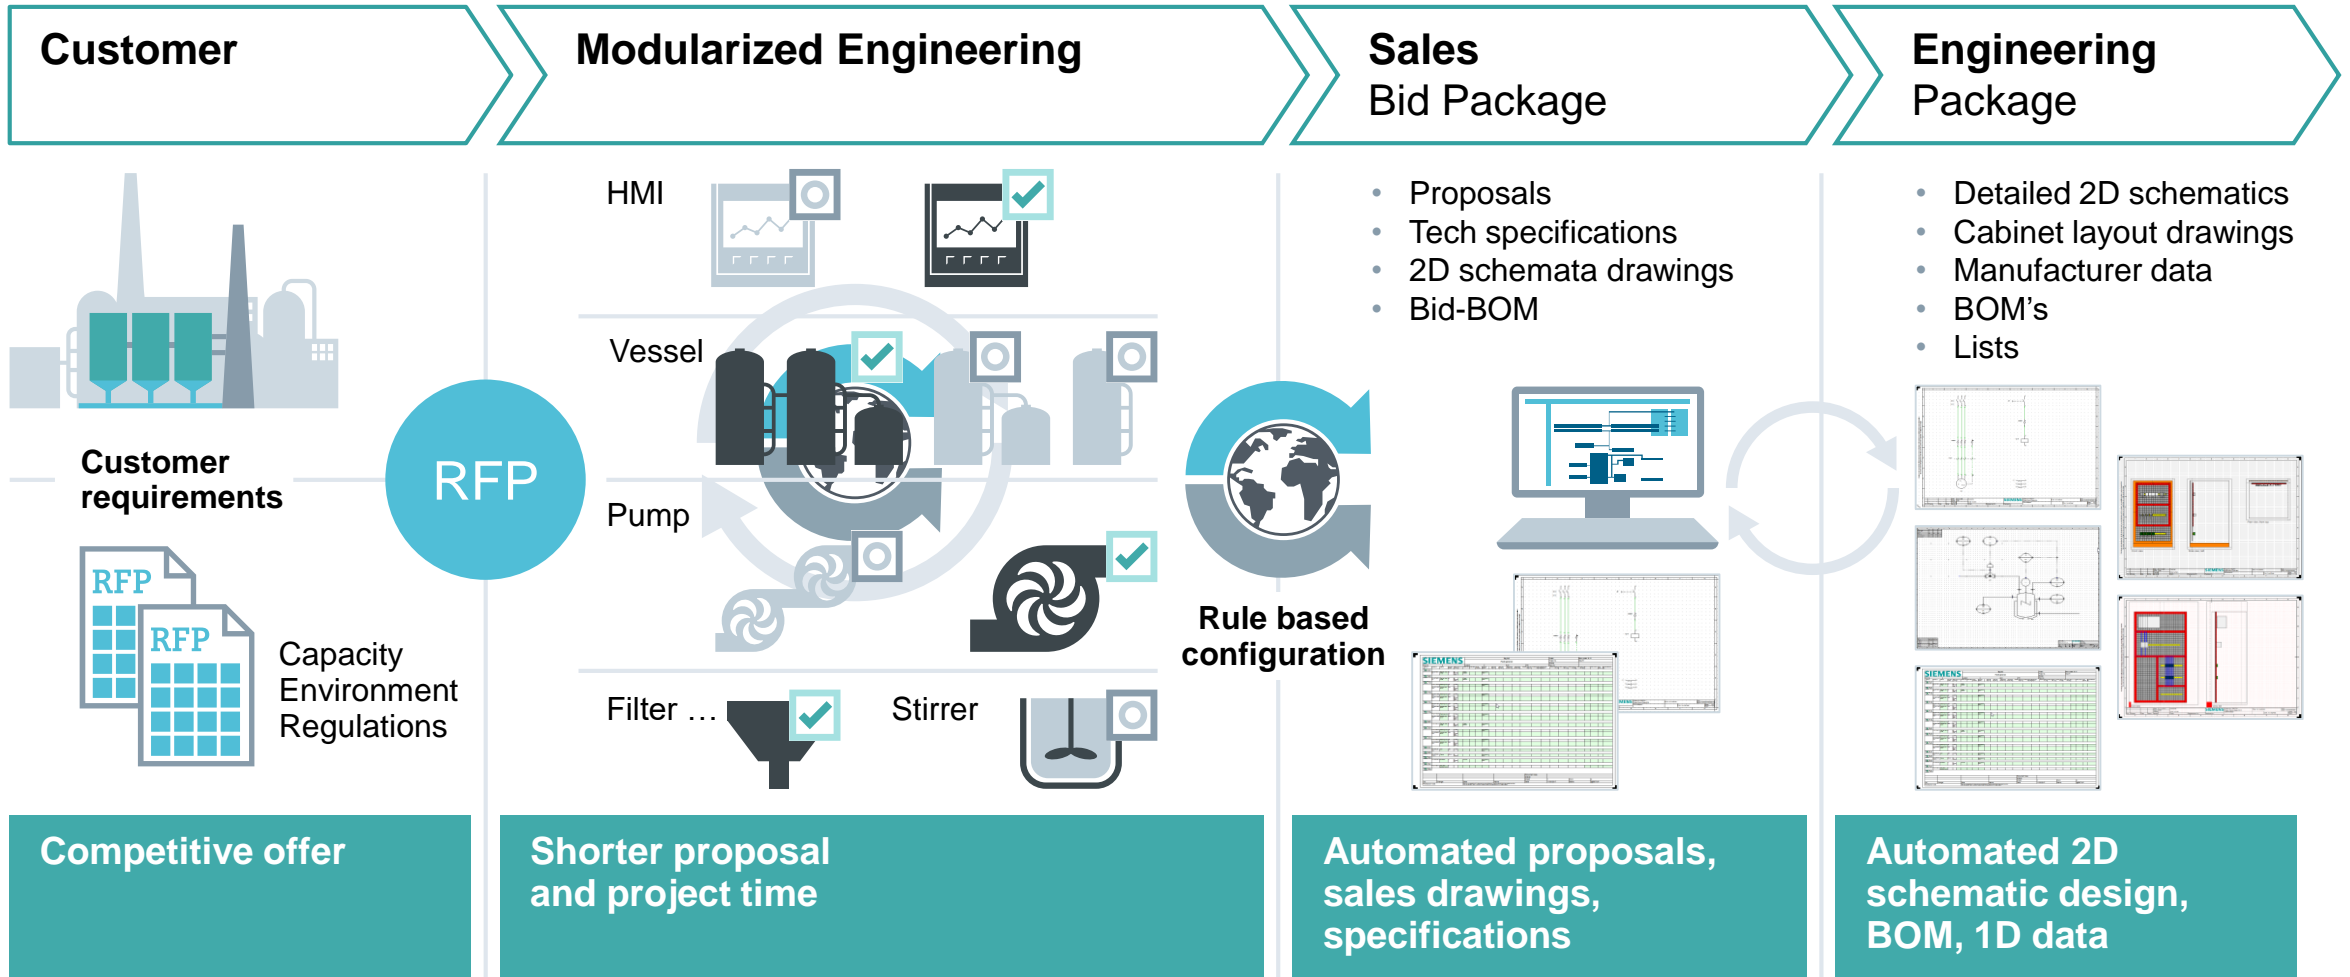 Customer
Modularized Engineering
Sales
Bid Package
Engineering
Package
Customer
requirements
RFP
RFP
RFP
Capacity
Environment
Regulations
HMI
Vessel
Pump
Filter …
Stirrer
Rule based
configuration
• Proposals
• Tech specifications
• 2D schemata drawings
• Bid-BOM
SIEMENS
• Detailed 2D schematics
• Cabinet layout drawings
• Manufacturer data
• BOM’s
• Lists
SIEMENS
Competitive offer
Shorter proposal
and project time
Automated proposals,
sales drawings,
specifications
Automated 2D
schematic design,
BOM, 1D data